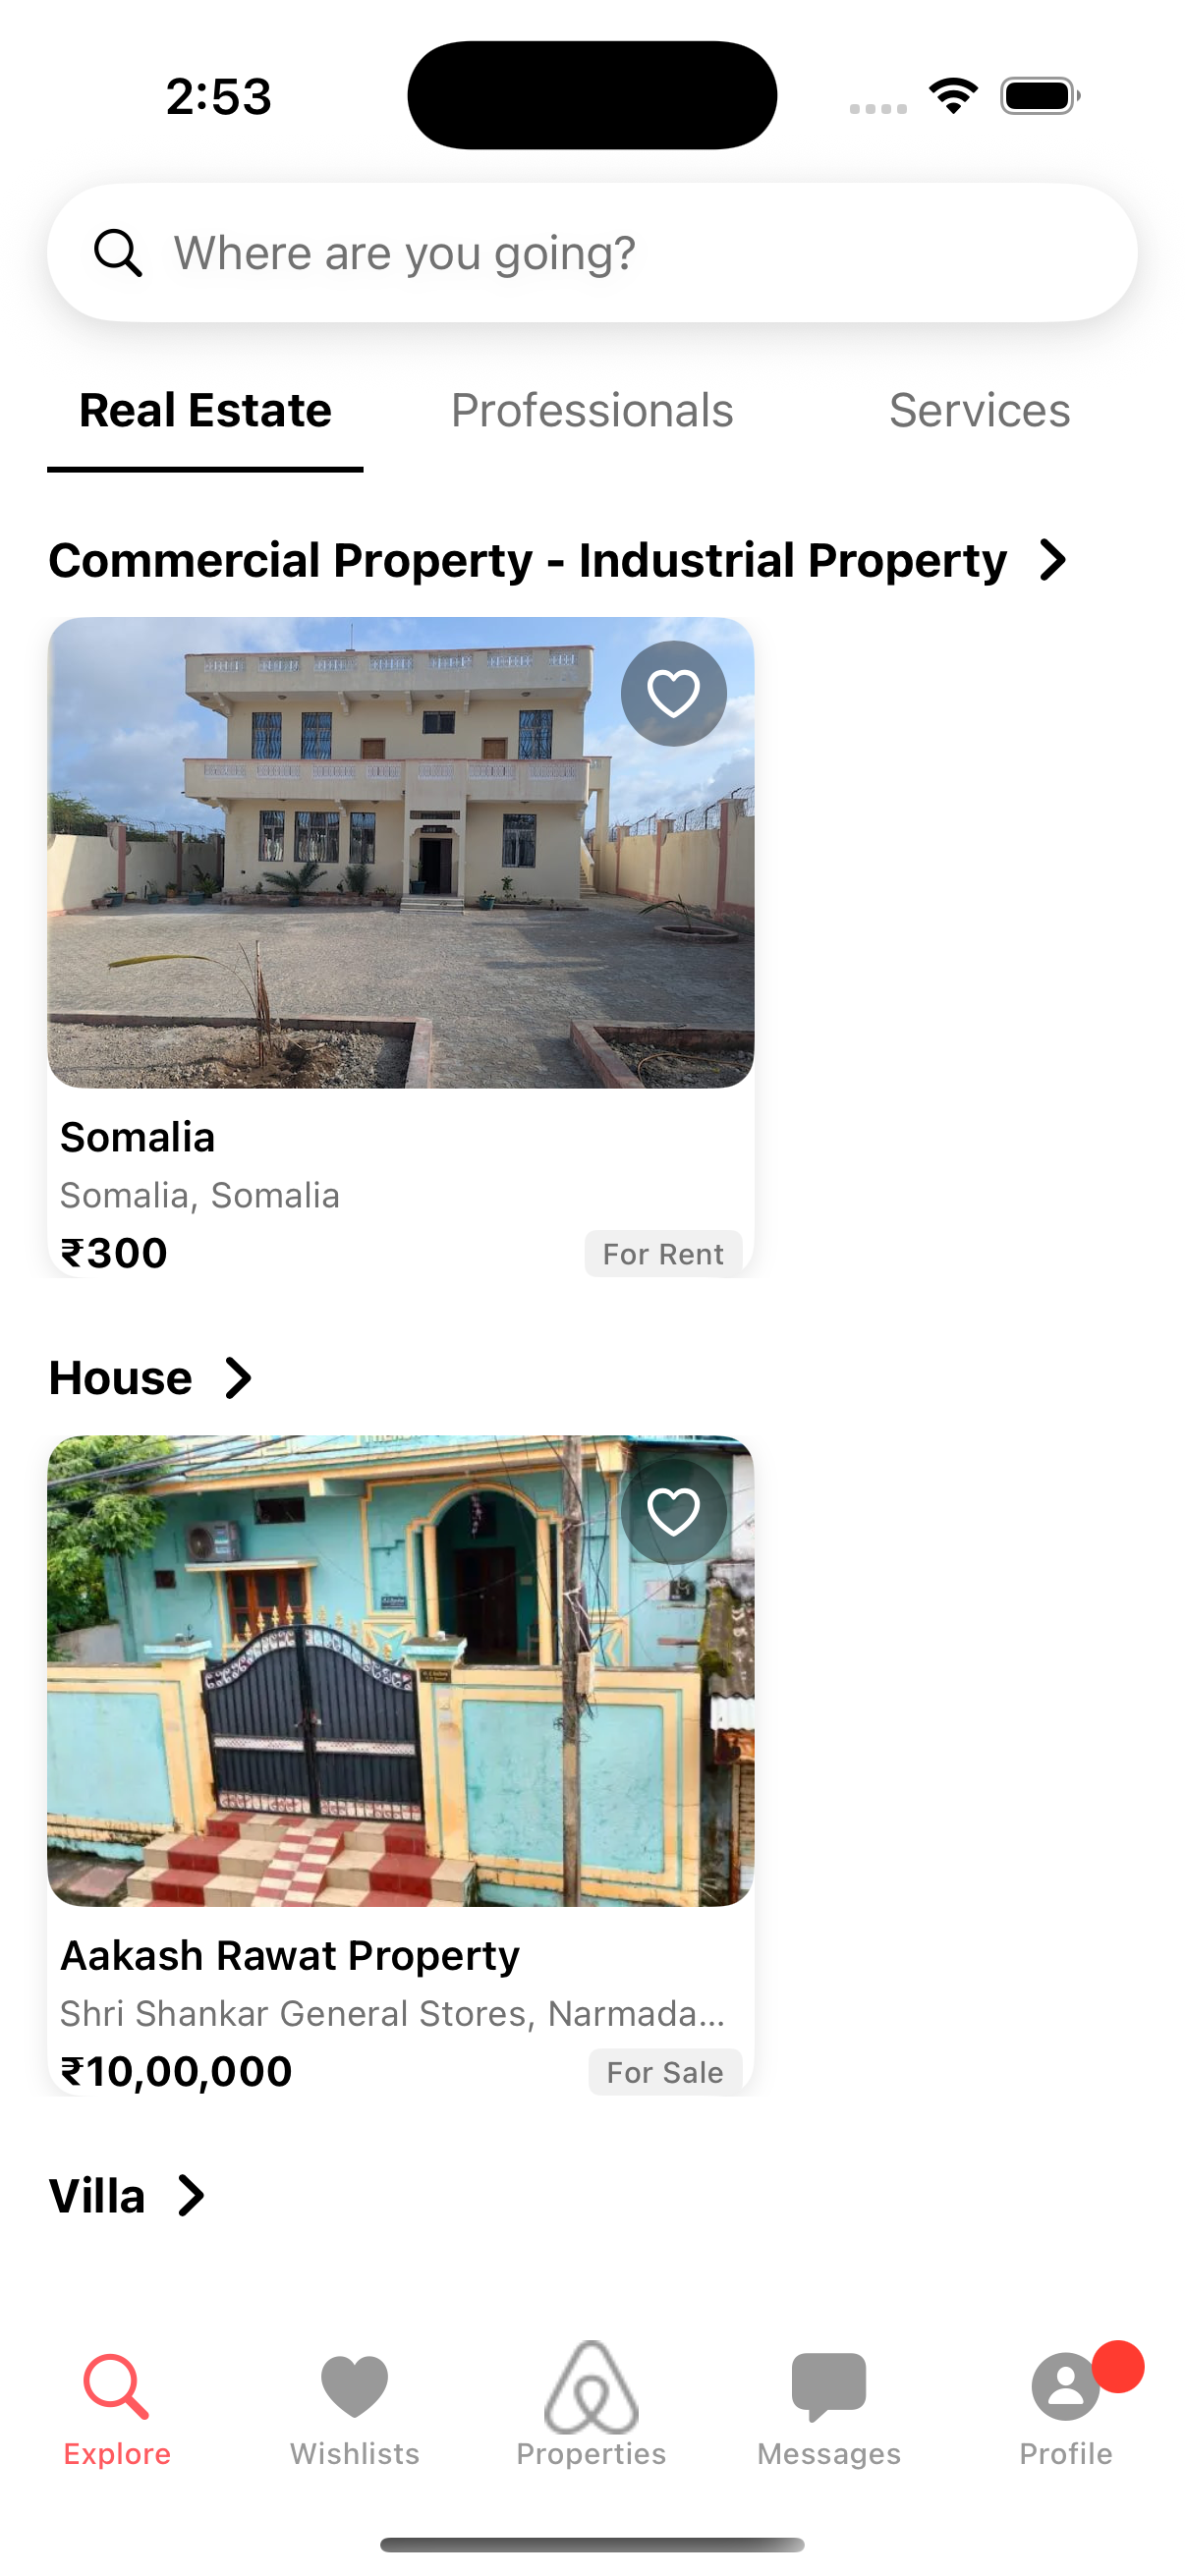 2:53
Where are you going?
Real Estate Professionals Services
Commercial Property - Industrial Property
Somalia
Somalia, Somalia
₹300 For Rent
House
Aakash Rawat Property
Shri Shankar General Stores, Narmada...
₹10,00,000 For Sale
Villa
Explore Wishlists Properties Messages Profile